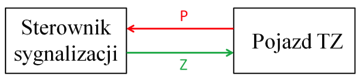 Sterownik
sygnalizacji
P
Z
Pojazd TZ